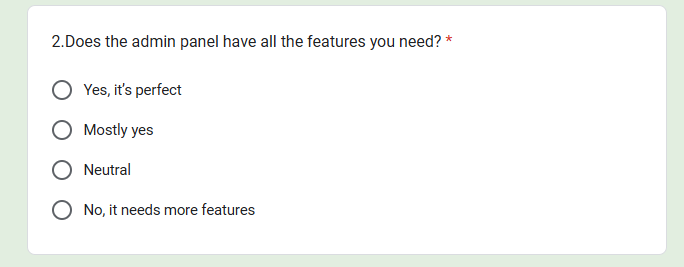 2.Does the admin panel have all the features you need? *
Yes, it's perfect
Mostly yes
Neutral
No, it needs more features